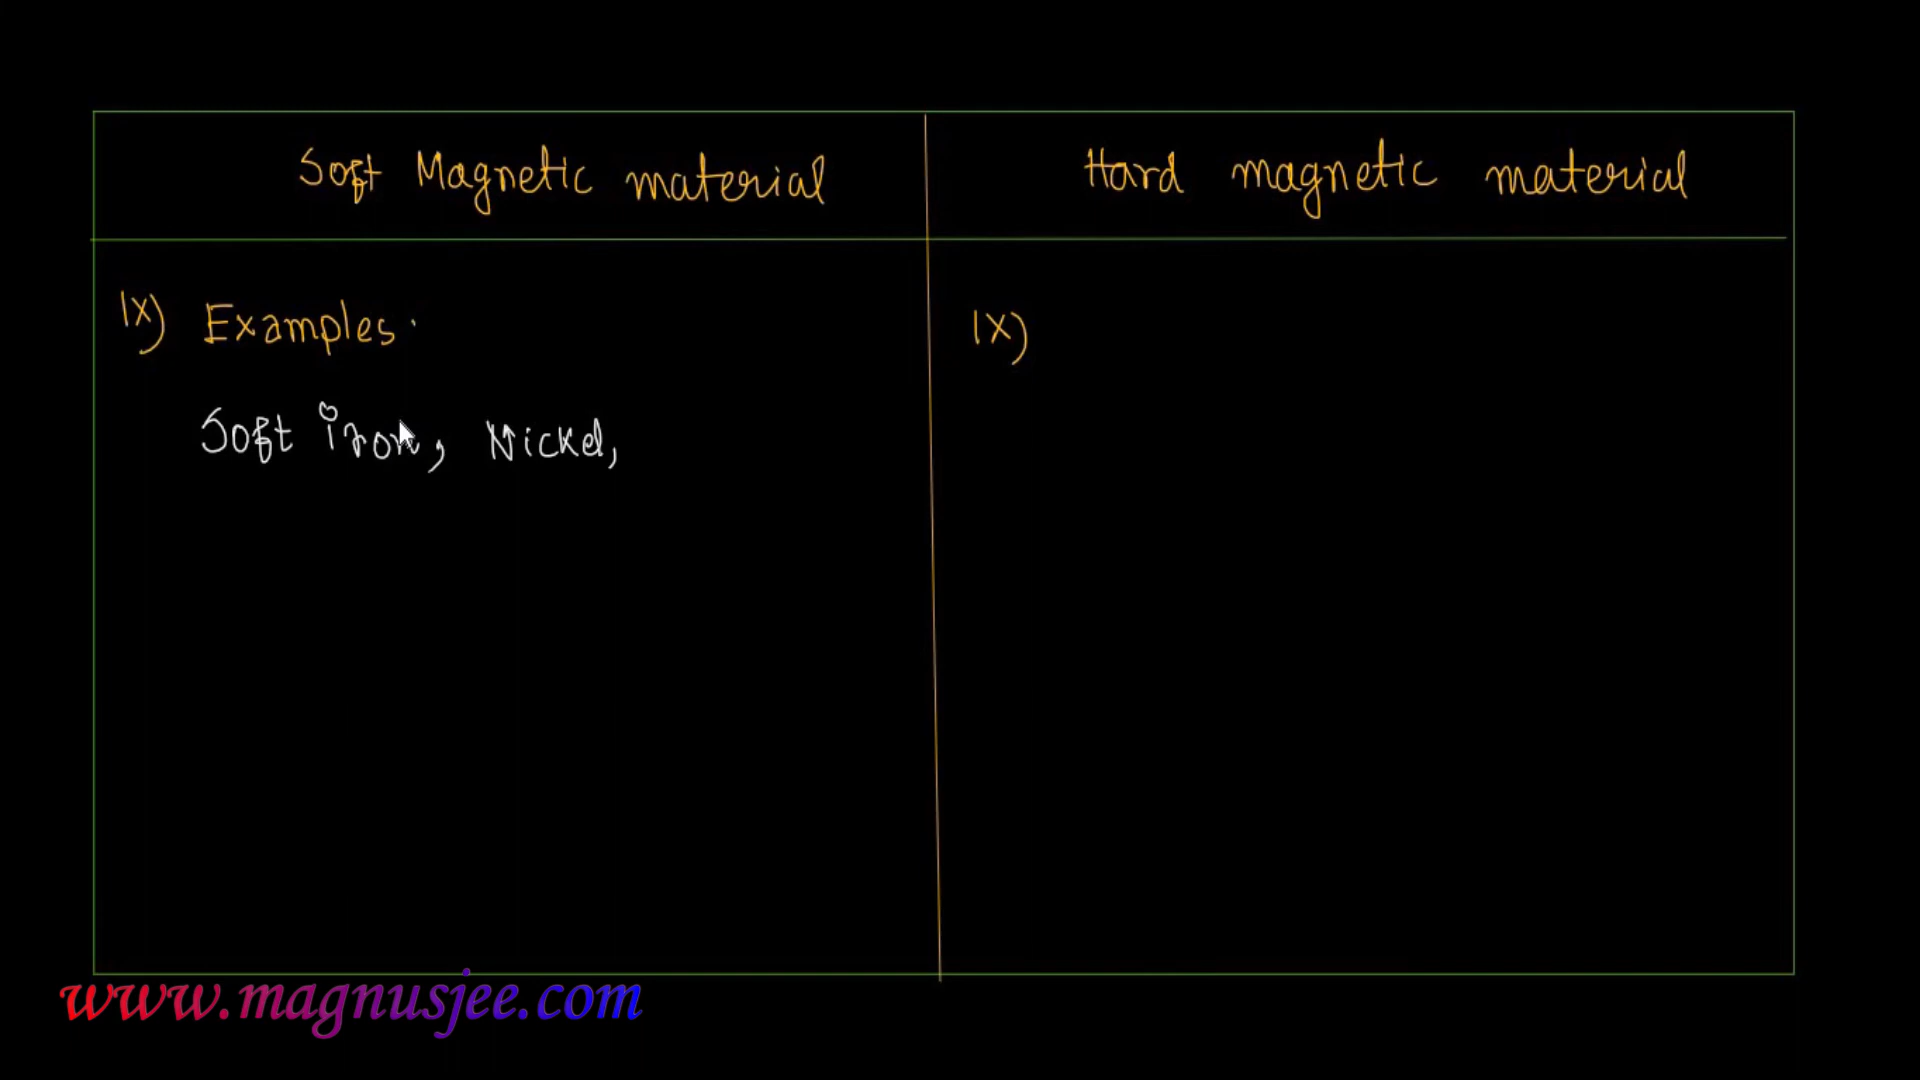 Soft Magnetic material
Hard magnetic material
IX) Examples.
IX)
Soft iron, Nickel,
www.magnusjee.com